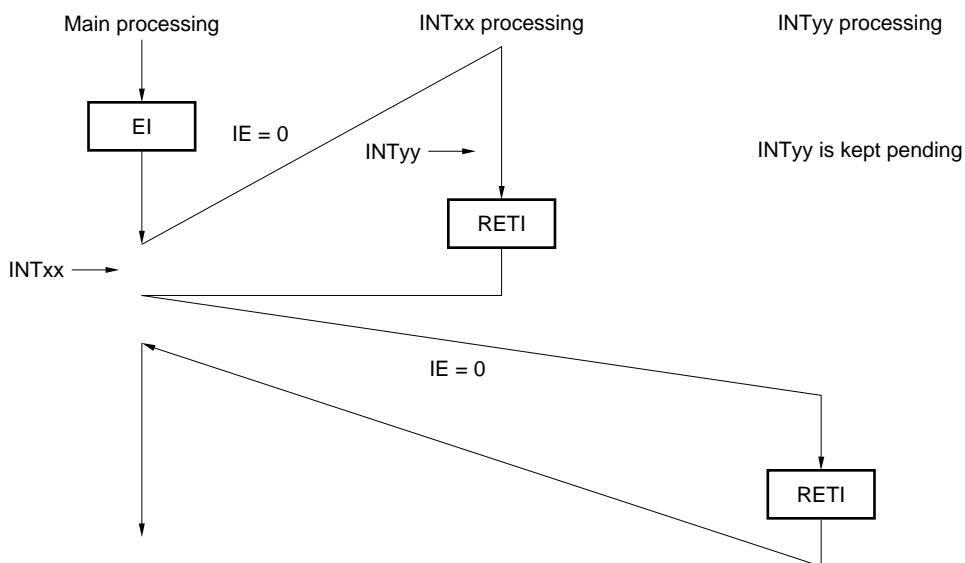 Main processing
INTxx processing
INTyy processing
EI
IE = 0
INTyy
INTyy is kept pending
RETI
INTxx
IE = 0
RETI